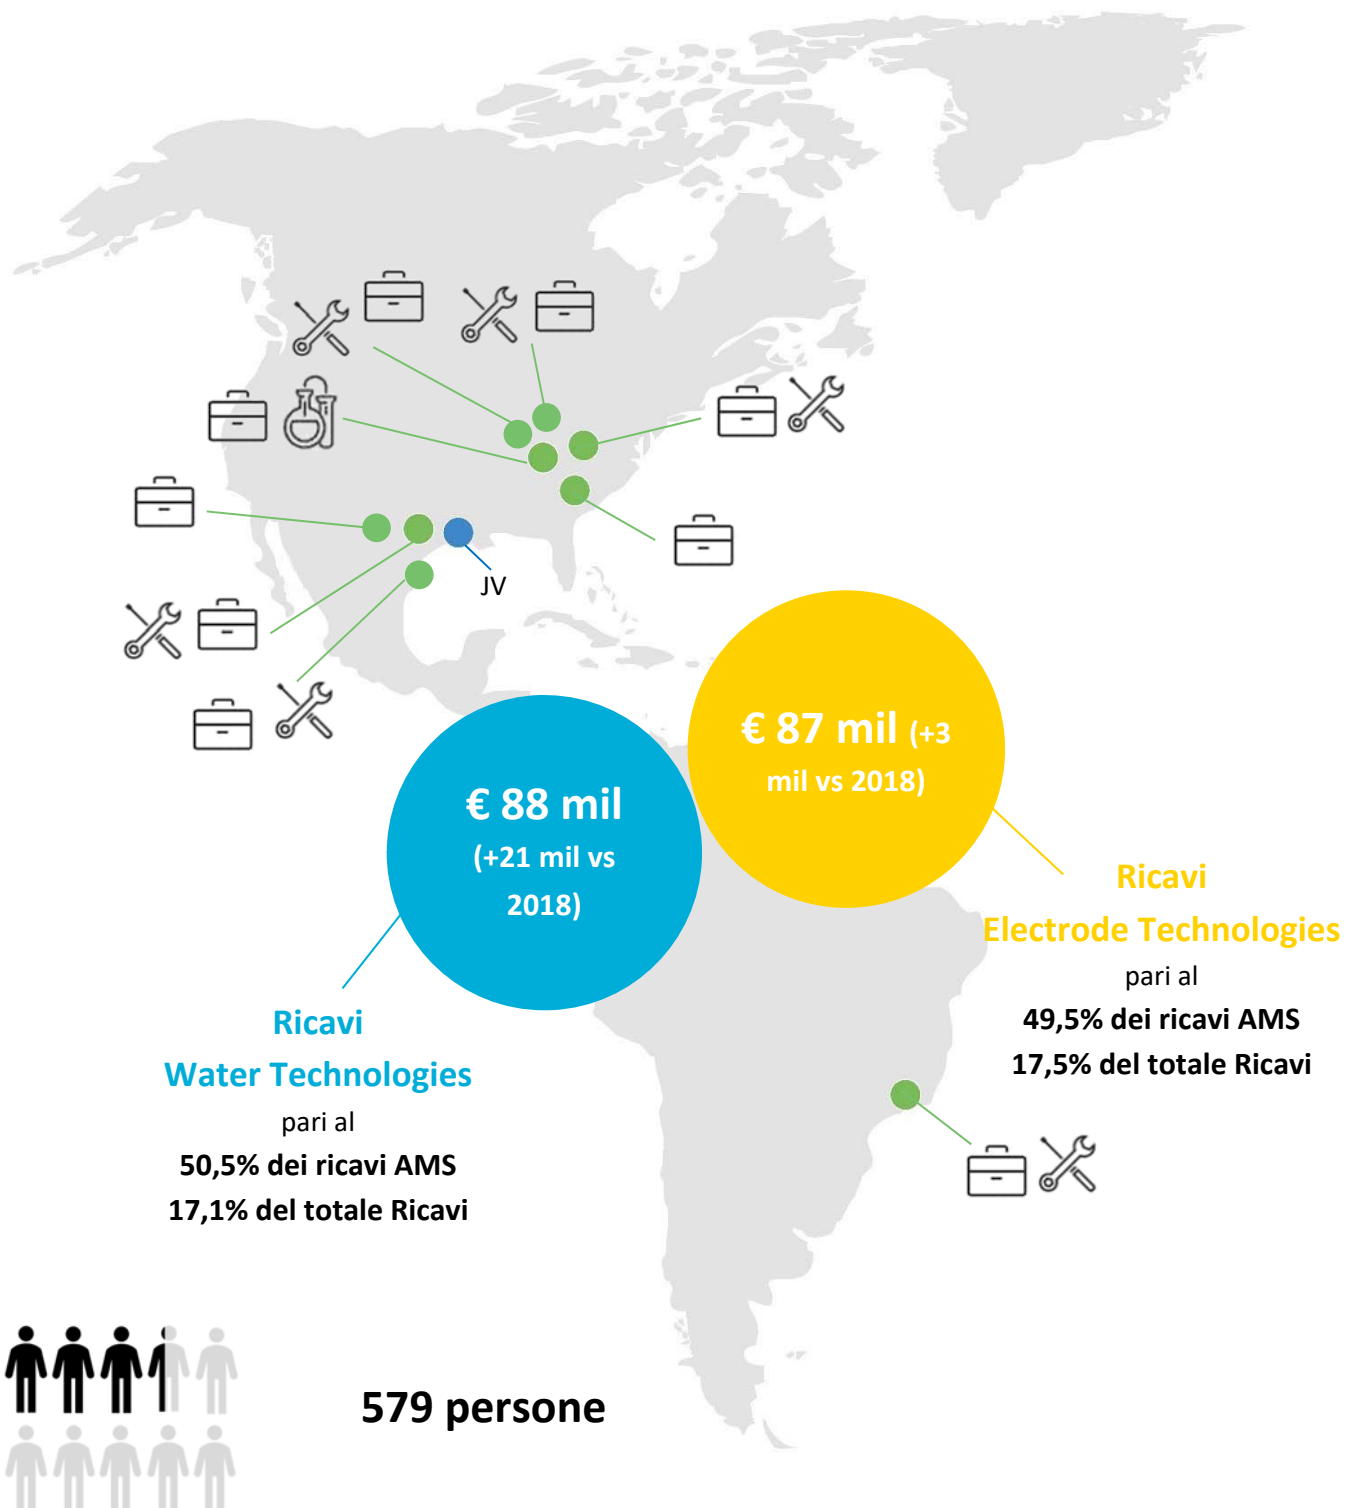 JV
€ 87 mil (+3
mil vs 2018)
€ 88 mil
(+21 mil vs
2018)
Ricavi
Electrode Technologies
pari al
49,5% dei ricavi AMS
17,5% del totale Ricavi
Ricavi
Water Technologies
pari al
50,5% dei ricavi AMS
17,1% del totale Ricavi
579 persone